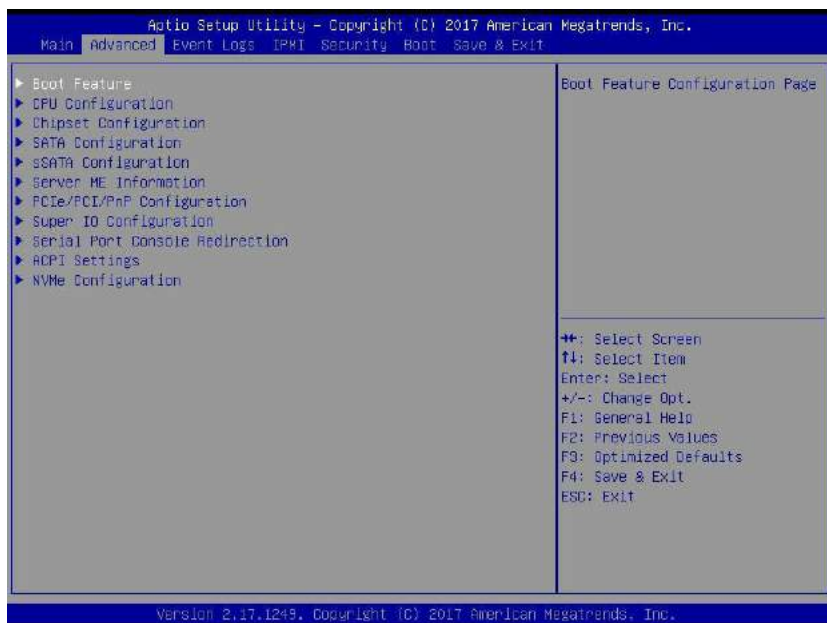 Aptio Setup Utility – Copyright (C) 2017 American Megatrends, Inc.
Main Advanced Event Logs IPMI Security Boot Save & Exit
Boot Feature
CPU Configuration
Chipset Configuration
SATA Configuration
sSATA Configuration
Server ME Information
PCIe/PCI/PnP Configuration
Super IO Configuration
Serial Port Console Redirection
ACPI Settings
NVMe Configuration
Boot Feature Configuration Page
→←: Select Screen
↑↓: Select Item
Enter: Select
+/-: Change Opt.
F1: General Help
F2: Previous Values
F3: Optimized Defaults
F4: Save & Exit
ESC: Exit
Version 2.17.1249. Copyright (C) 2017 American Megatrends, Inc.